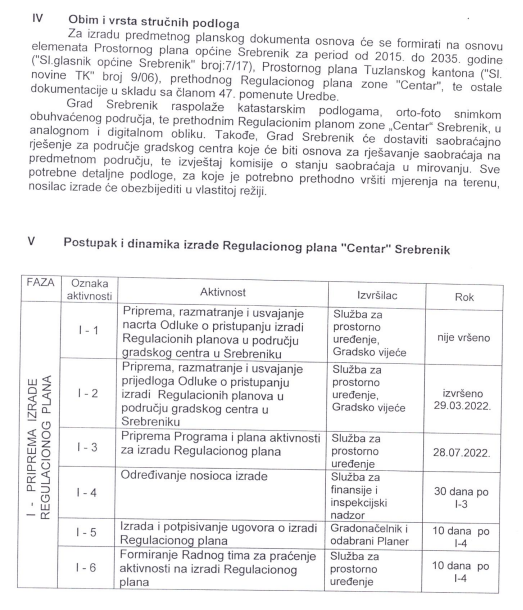 IV Obim i vrsta stručnih podloga
Za izradu predmetnog planskog dokumenta osnova će se formirati na osnovu
elemenata Prostornog plana općine Srebrenik za period od 2015. do 2035. godine
("Sl.glasnik općine Srebrenik" broj:7/17), Prostornog plana Tuzlanskog kantona ("Sl.
novine TK" broj 9/06), prethodnog Regulacionog plana zone "Centar", te ostale
dokumentacije u skladu sa članom 47. pomenute Uredbe.
Grad Srebrenik raspolaže katastarskim podlogama, orto-foto snimkom
obuhvaćenog područja, te prethodnim Regulacionim planom zone „Centar“ Srebrenik, u
analognom i digitalnom obliku. Takođe, Grad Srebrenik će dostaviti saobraćajno
rješenje za područje gradskog centra koje će biti osnova za rješavanje saobraćaja na
predmetnom području, te izvještaj komisije o stanju saobraćaja u mirovanju. Sve
potrebne detaljne podloge, za koje je potrebno prethodno vršiti mjerenja na terenu,
nosilac izrade će obezbijediti u vlastitoj režiji.
V Postupak i dinamika izrade Regulacionog plana "Centar" Srebrenik
FAZA Oznaka aktivnosti Aktivnost Izvršilac Rok
I - PRIPREMA IZRADE
REGULACIONOG PLANA
I - 1
Priprema, razmatranje i usvajanje
nacrta Odluke o pristupanju izradi
Regulacionih planova u području
gradskog centra u Srebreniku
Služba za
prostorno
uređenje,
Gradsko vijeće
nije vršeno
I - 2
Priprema, razmatranje i usvajanje
prijedloga Odluke o pristupanju
izradi Regulacionih planova u
području gradskog centra u
Srebreniku
Služba za
prostorno
uređenje,
Gradsko vijeće
izvršeno
29.03.2022.
I - 3
Priprema Programa i plana aktivnosti
za izradu Regulacionog plana
Služba za
prostorno
uređenje
28.07.2022.
I - 4
Određivanje nosioca izrade
Služba za
finansije i
inspekcijski
nadzor
30 dana po
I-3
I - 5
Izrada i potpisivanje ugovora o izradi
Regulacionog plana
Gradonačelnik i
odabrani Planer
10 dana po
I-4
I - 6
Formiranje Radnog tima za praćenje
aktivnosti na izradi Regulacionog
plana
Služba za
prostorno
uređenje
10 dana po
I-4